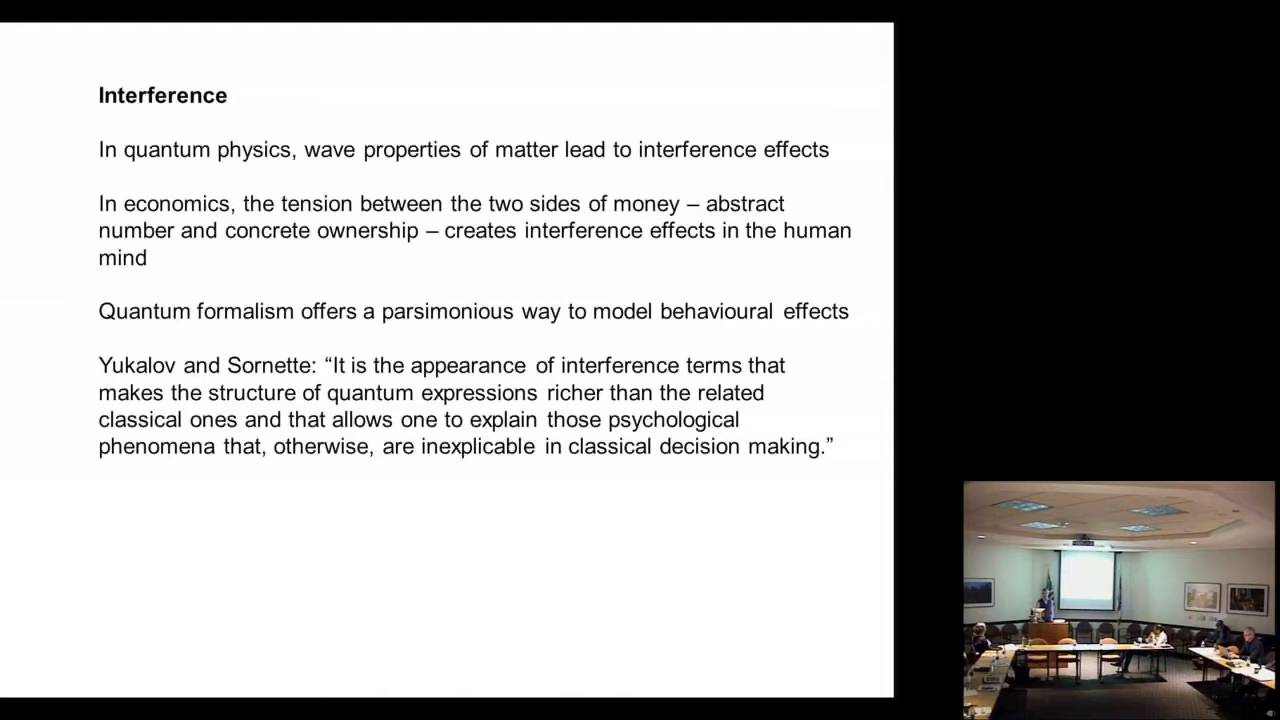 Interference
In quantum physics, wave properties of matter lead to interference effects
In economics, the tension between the two sides of money – abstract
number and concrete ownership – creates interference effects in the human
mind
Quantum formalism offers a parsimonious way to model behavioural effects
Yukalov and Sornette: “It is the appearance of interference terms that
makes the structure of quantum expressions richer than the related
classical ones and that allows one to explain those psychological
phenomena that, otherwise, are inexplicable in classical decision making.”